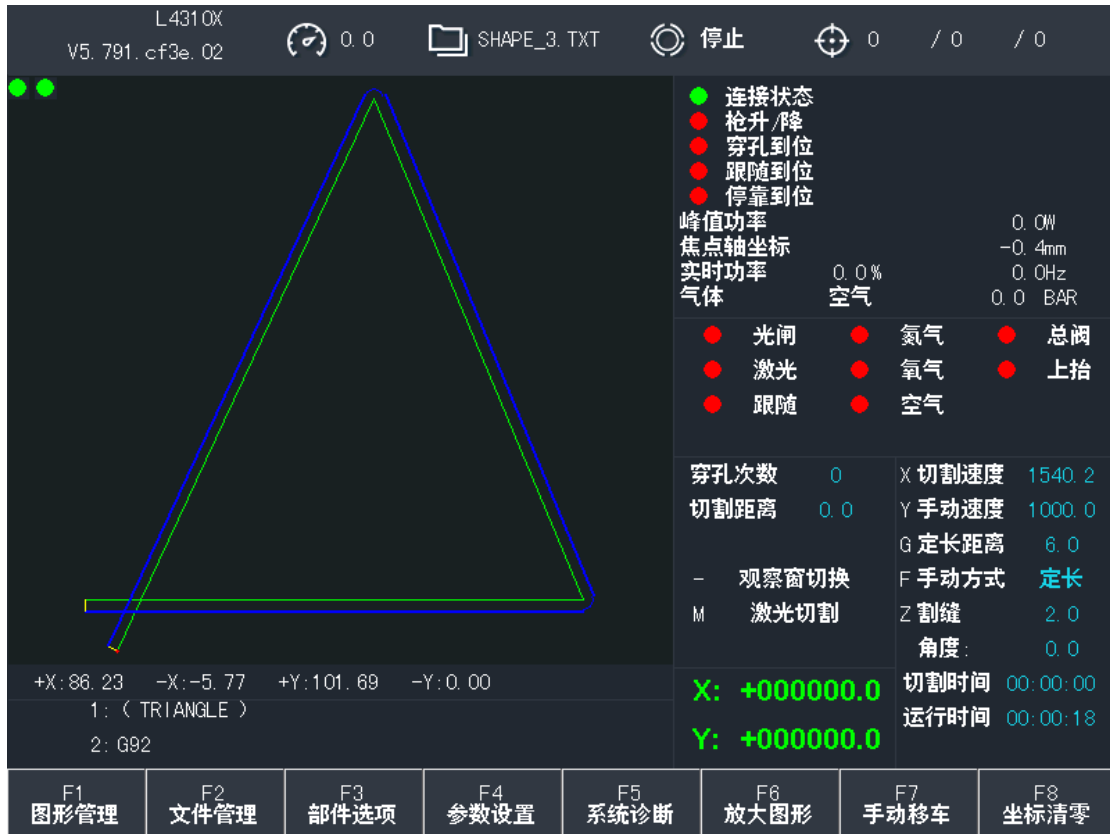 L4310X
V5.791.cf3e.02
0.0
SHAPE_3.TXT
停止
0 / 0 / 0
连接状态
枪升/降
穿孔到位
跟随到位
停靠到位
峰值功率 0.0W
焦点轴坐标 -0.4mm
实时功率 0.0% 0.0Hz
气体 空气 0.0 BAR
光闸 氮气 总阀
激光 氧气 上抬
跟随 空气
穿孔次数 0
切割距离 0.0
- 观察窗切换
M 激光切割
X 切割速度 1540.2
Y 手动速度 1000.0
G 定长距离 6.0
F 手动方式 定长
Z 割缝 2.0
角度: 0.0
切割时间 00:00:00
运行时间 00:00:18
+X:86.23 -X:-5.77 +Y:101.69 -Y:0.00
1:( TRIANGLE )
2:G92
X: +000000.0
Y: +000000.0
F1 图形管理
F2 文件管理
F3 部件选项
F4 参数设置
F5 系统诊断
F6 放大图形
F7 手动移车
F8 坐标清零